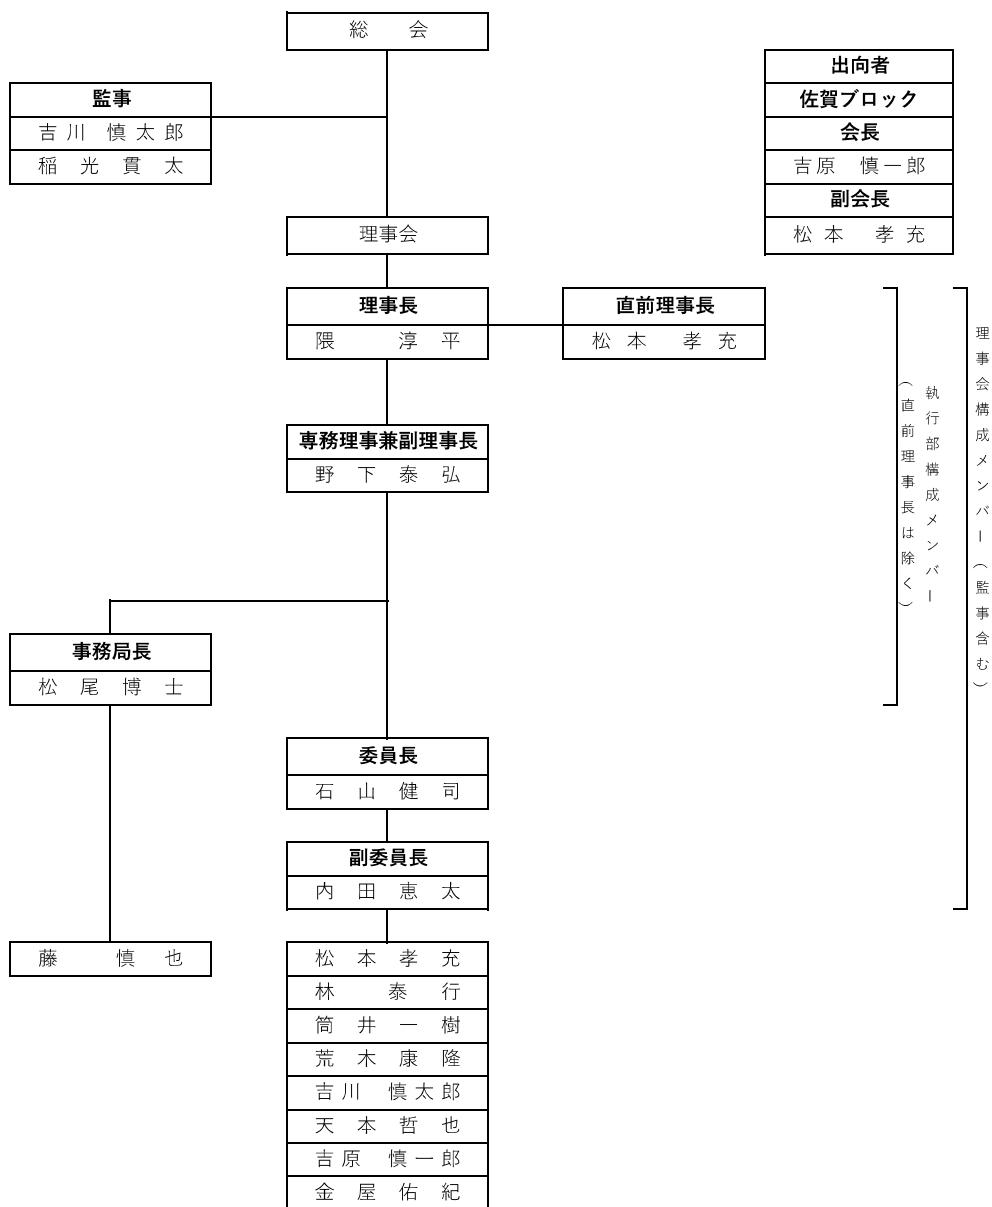 総会
出向者
佐賀ブロック
会長
吉原 慎一郎
副会長
松本 孝充
監事
吉川 慎太郎
稲光貫太
理事会
理事長
隈 淳平
直前理事長
松本 孝充
専務理事兼副理事長
野下泰弘
執行部構成メンバー
（直前理事長は除く）
理事会構成メンバー（監事含む）
事務局長
松尾博士
委員長
石山健司
副委員長
内田恵太
藤 慎也
松本孝充
林 泰行
筒井一樹
荒木康隆
吉川 慎太郎
天本哲也
吉原 慎一郎
金屋佑紀